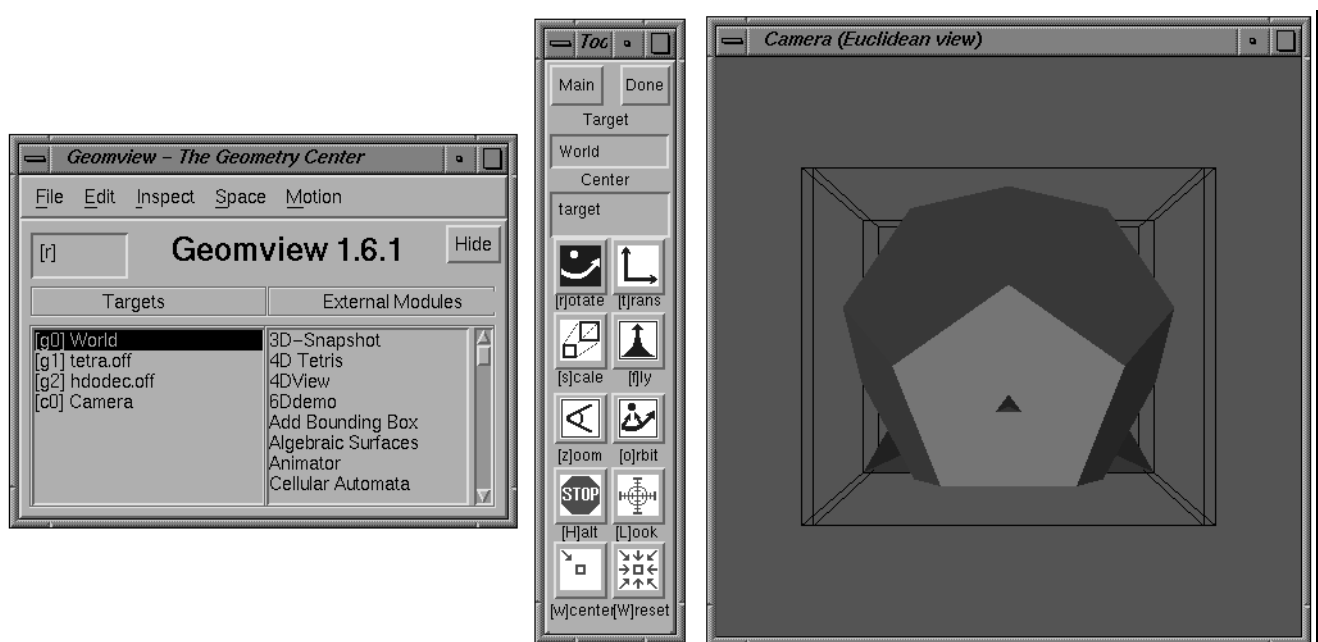 Geomview – The Geometry Center
File Edit Inspect Space Motion
[r]
Geomview 1.6.1
Hide
Targets
External Modules
[g0] World
[g1] tetra.off
[g2] hdodec.off
[c0] Camera
3D–Snapshot
4D Tetris
4DView
6Ddemo
Add Bounding Box
Algebraic Surfaces
Animator
Cellular Automata
Toc
Main Done
Target
World
Center
target
[r]otate [t]rans
[s]cale [f]ly
[z]oom [o]rbit
STOP
[H]alt [L]ook
[w]center [W]reset
Camera (Euclidean view)